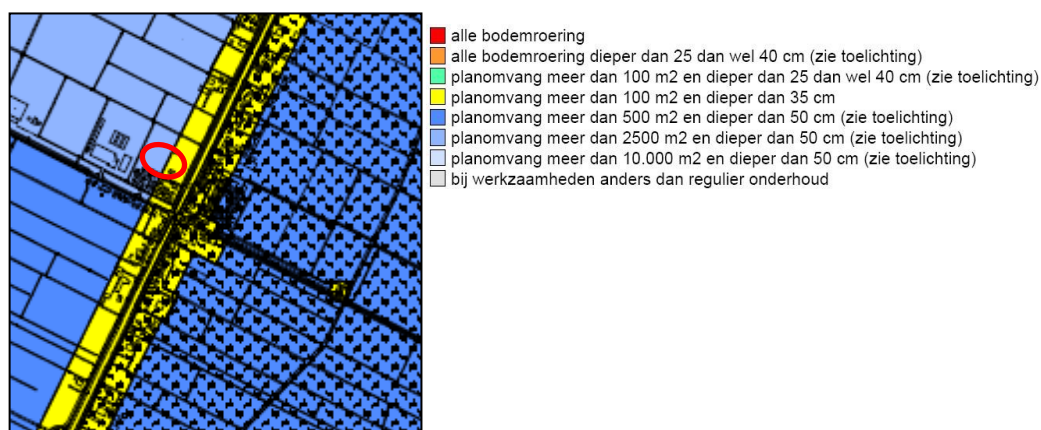 alle bodemroering
alle bodemroering dieper dan 25 dan wel 40 cm (zie toelichting)
planomvang meer dan 100 m2 en dieper dan 25 dan wel 40 cm (zie toelichting)
planomvang meer dan 100 m2 en dieper dan 35 cm
planomvang meer dan 500 m2 en dieper dan 50 cm (zie toelichting)
planomvang meer dan 2500 m2 en dieper dan 50 cm (zie toelichting)
planomvang meer dan 10.000 m2 en dieper dan 50 cm (zie toelichting)
bij werkzaamheden anders dan regulier onderhoud